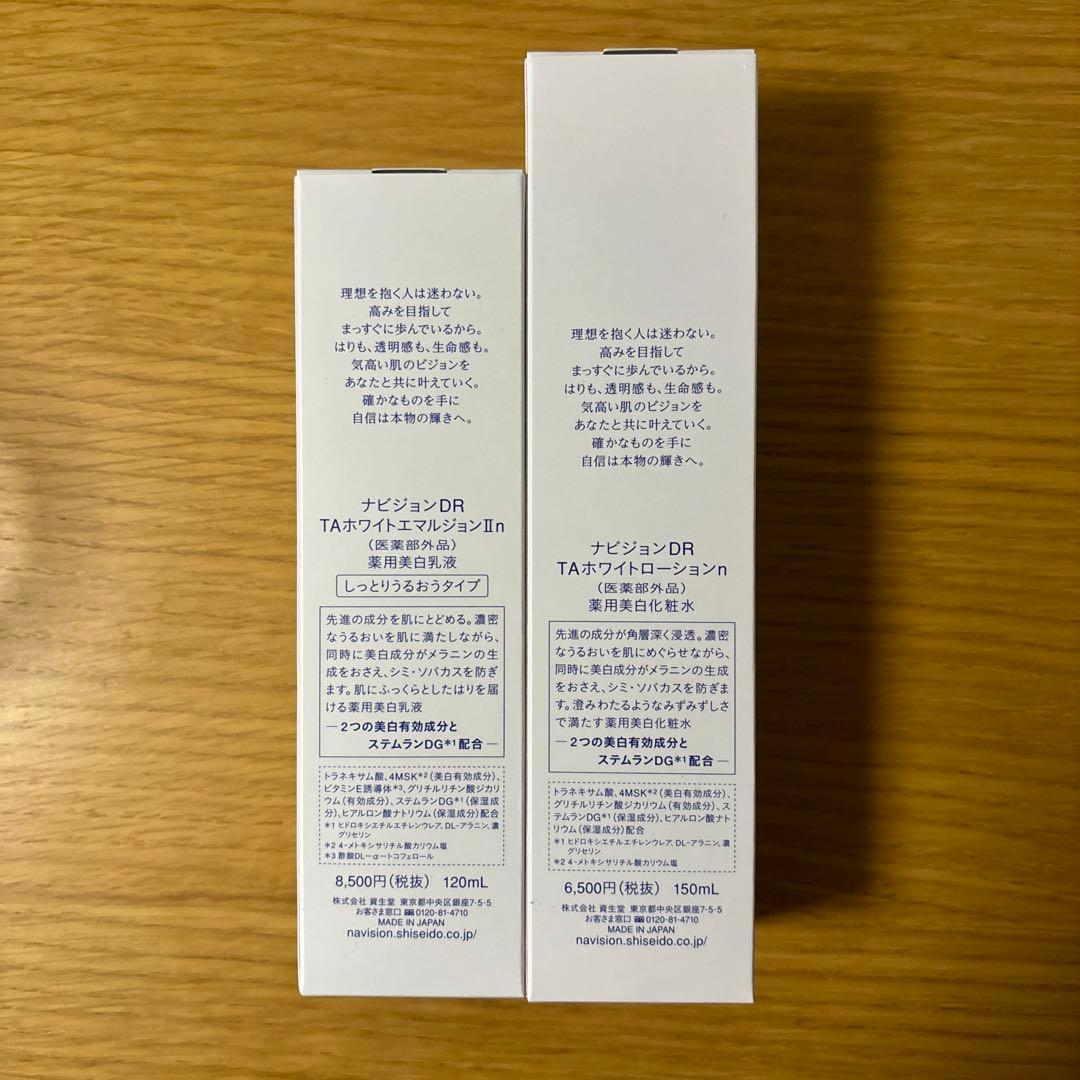 理想を抱く人は迷わない。
高みを目指して
まっすぐに歩んでいるから。
はりも、透明感も、生命感も。
気高い肌のビジョンを
あなたと共に叶えていく。
確かなものを手に
自信は本物の輝きへ。
ナビジョンDR
TAホワイトエマルジョンⅡn
(医薬部外品)
薬用美白乳液
しっとりうるおうタイプ
先進の成分を肌にとどめる。濃密
なうるおいを肌に満たしながら、
同時に美白成分がメラニンの生
成をおさえ、シミ・ソバカスを防ぎ
ます。肌にふっくらとしたはりを届
ける薬用美白乳液
―2つの美白有効成分と
ステムランDG*1配合―
トラネキサム酸、4MSK*2(美白有効成分)、
ビタミンE誘導体*3、グリチルリチン酸ジカリ
ウム(有効成分)、ステムランDG*1(保湿成
分)、ヒアルロン酸ナトリウム(保湿成分)配合
*1 ヒドロキシエチルエチレンウレア、DL-アラニン、濃
グリセリン
*2 4-メトキシサリチル酸カリウム塩
*3 酢酸DL-α-トコフェロール
8,500円(税抜) 120mL
株式会社 資生堂 東京都中央区銀座7-5-5
お客さま窓口 0120-81-4710
MADE IN JAPAN
navision.shiseido.co.jp/
理想を抱く人は迷わない。
高みを目指して
まっすぐに歩んでいるから。
はりも、透明感も、生命感も。
気高い肌のビジョンを
あなたと共に叶えていく。
確かなものを手に
自信は本物の輝きへ。
ナビジョンDR
TAホワイトローションn
(医薬部外品)
薬用美白化粧水
先進の成分が角層深く浸透。濃密
なうるおいを肌にめぐらせながら、
同時に美白成分がメラニンの生成
をおさえ、シミ・ソバカスを防ぎま
す。澄みわたるようなみずみずしさ
で満たす薬用美白化粧水
―2つの美白有効成分と
ステムランDG*1配合―
トラネキサム酸、4MSK*2(美白有効成分)、
グリチルリチン酸ジカリウム(有効成分)、ス
テムランDG*1(保湿成分)、ヒアルロン酸ナト
リウム(保湿成分)配合
*1 ヒドロキシエチルエチレンウレア、DL-アラニン、濃
グリセリン
*2 4-メトキシサリチル酸カリウム塩
6,500円(税抜) 150mL
株式会社 資生堂 東京都中央区銀座7-5-5
お客さま窓口 0120-81-4710
MADE IN JAPAN
navision.shiseido.co.jp/